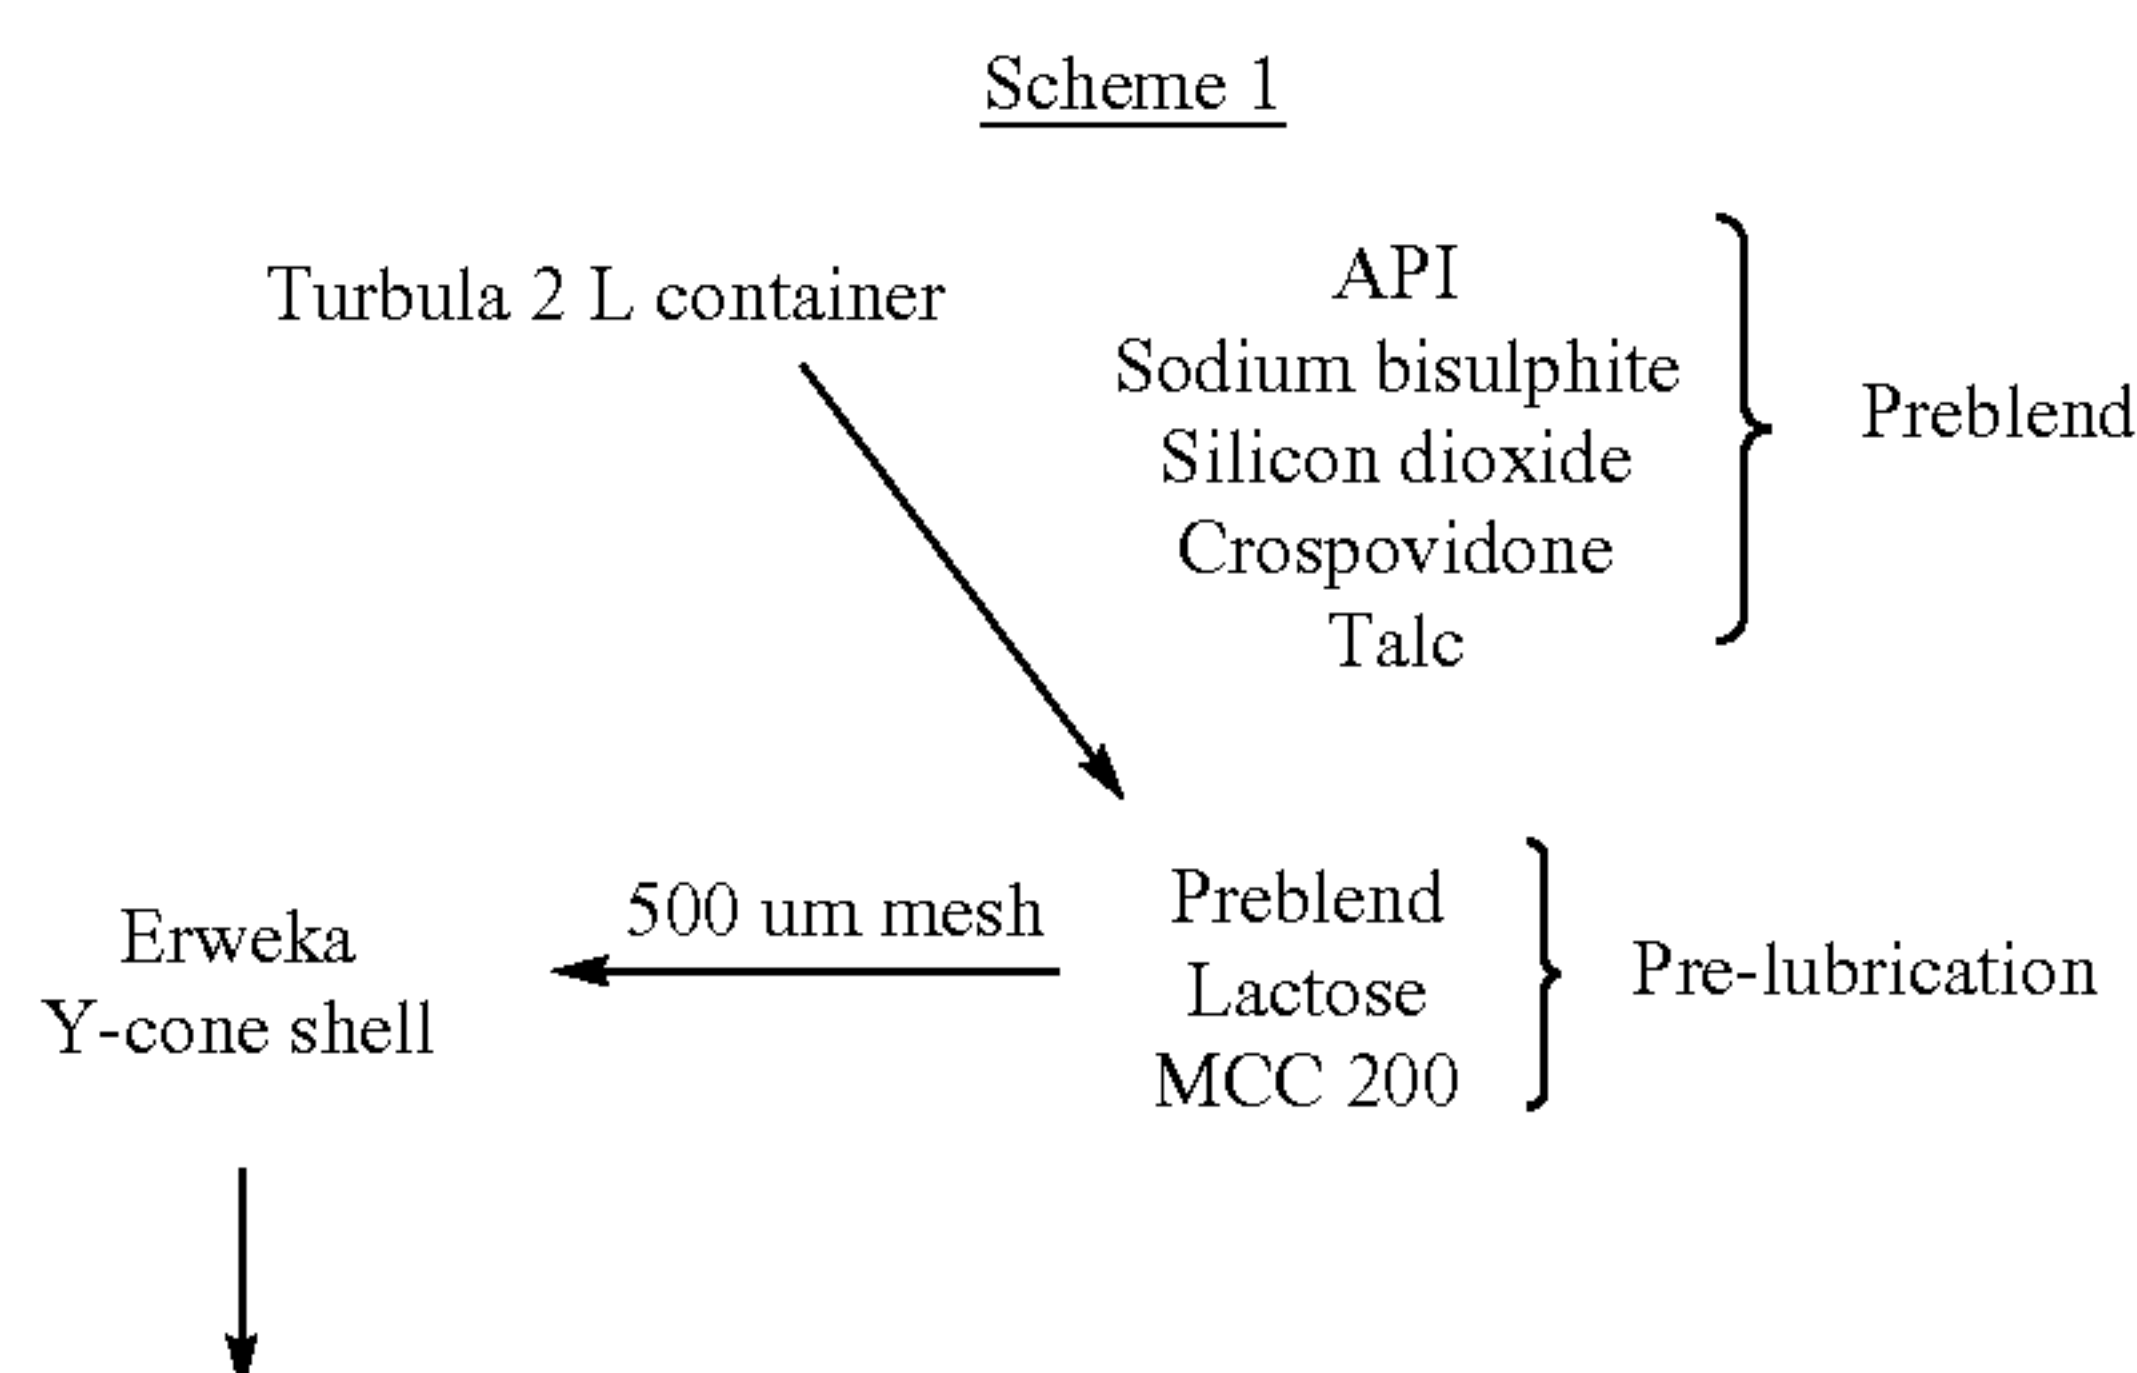 Scheme 1
Turbula 2 L container
API
Sodium bisulphite
Silicon dioxide
Crospovidone
Talc
Preblend
Erweka
Y-cone shell
500 um mesh
Preblend
Lactose
MCC 200
Pre-lubrication